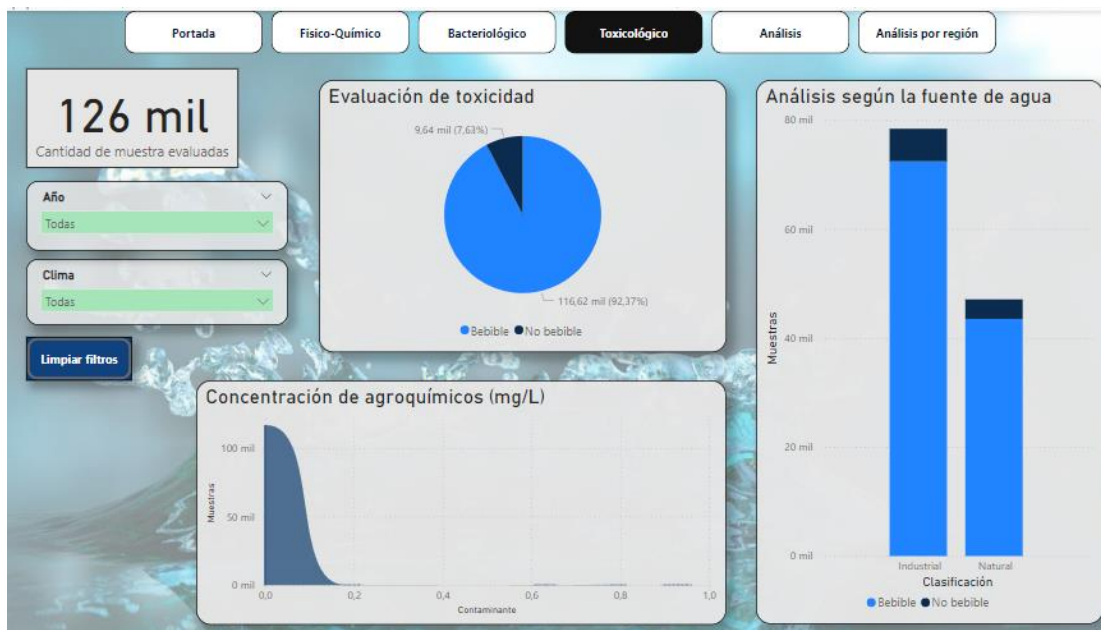 Portada
Fisico-Químico
Bacteriológico
Toxicológico
Análisis
Análisis por región
126 mil
Cantidad de muestra evaluadas
Año
Todas
Clima
Todas
Limpiar filtros
Evaluación de toxicidad
9,64 mil (7,63%)
116,62 mil (92,37%)
Bebible No bebible
Concentración de agroquímicos (mg/L)
Muestras
100 mil
50 mil
0 mil
0,0 0,2 0,4 0,6 0,8 1,0
Contaminante
Análisis según la fuente de agua
Muestras
80 mil
60 mil
40 mil
20 mil
0 mil
Industrial Natural
Clasificación
Bebible No bebible